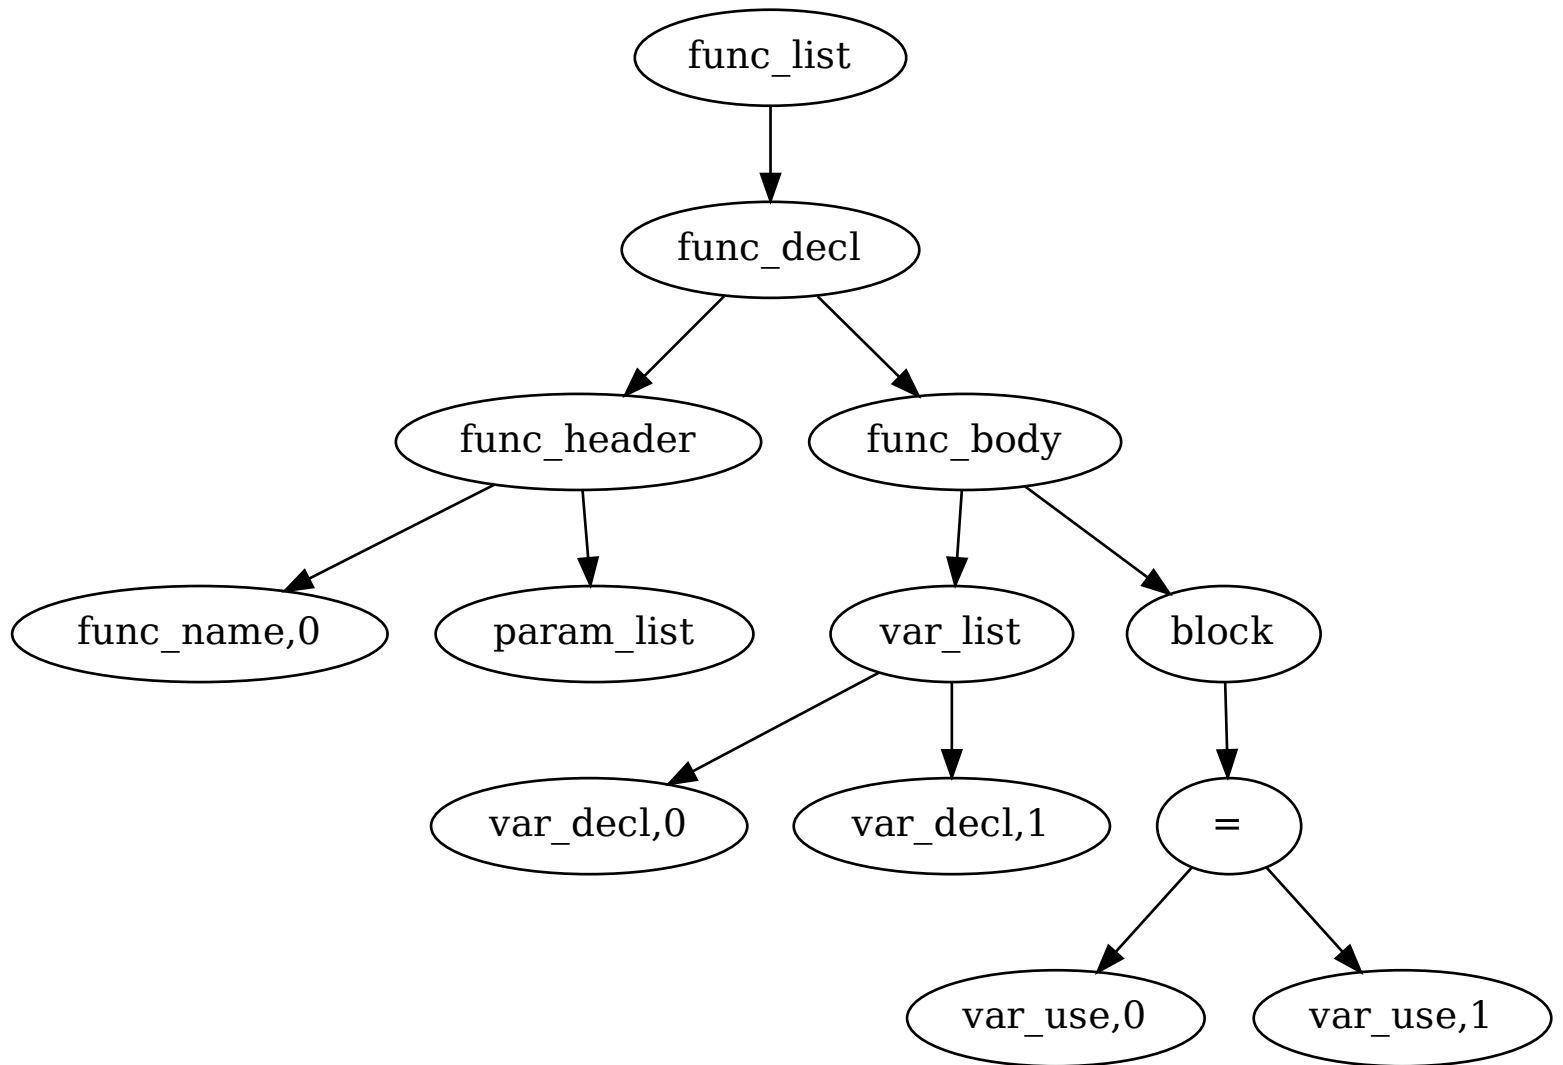 func_list
func_decl
func_header
func_body
func_name,0
param_list
var_list
block
var_decl,0
var_decl,1
=
var_use,0
var_use,1